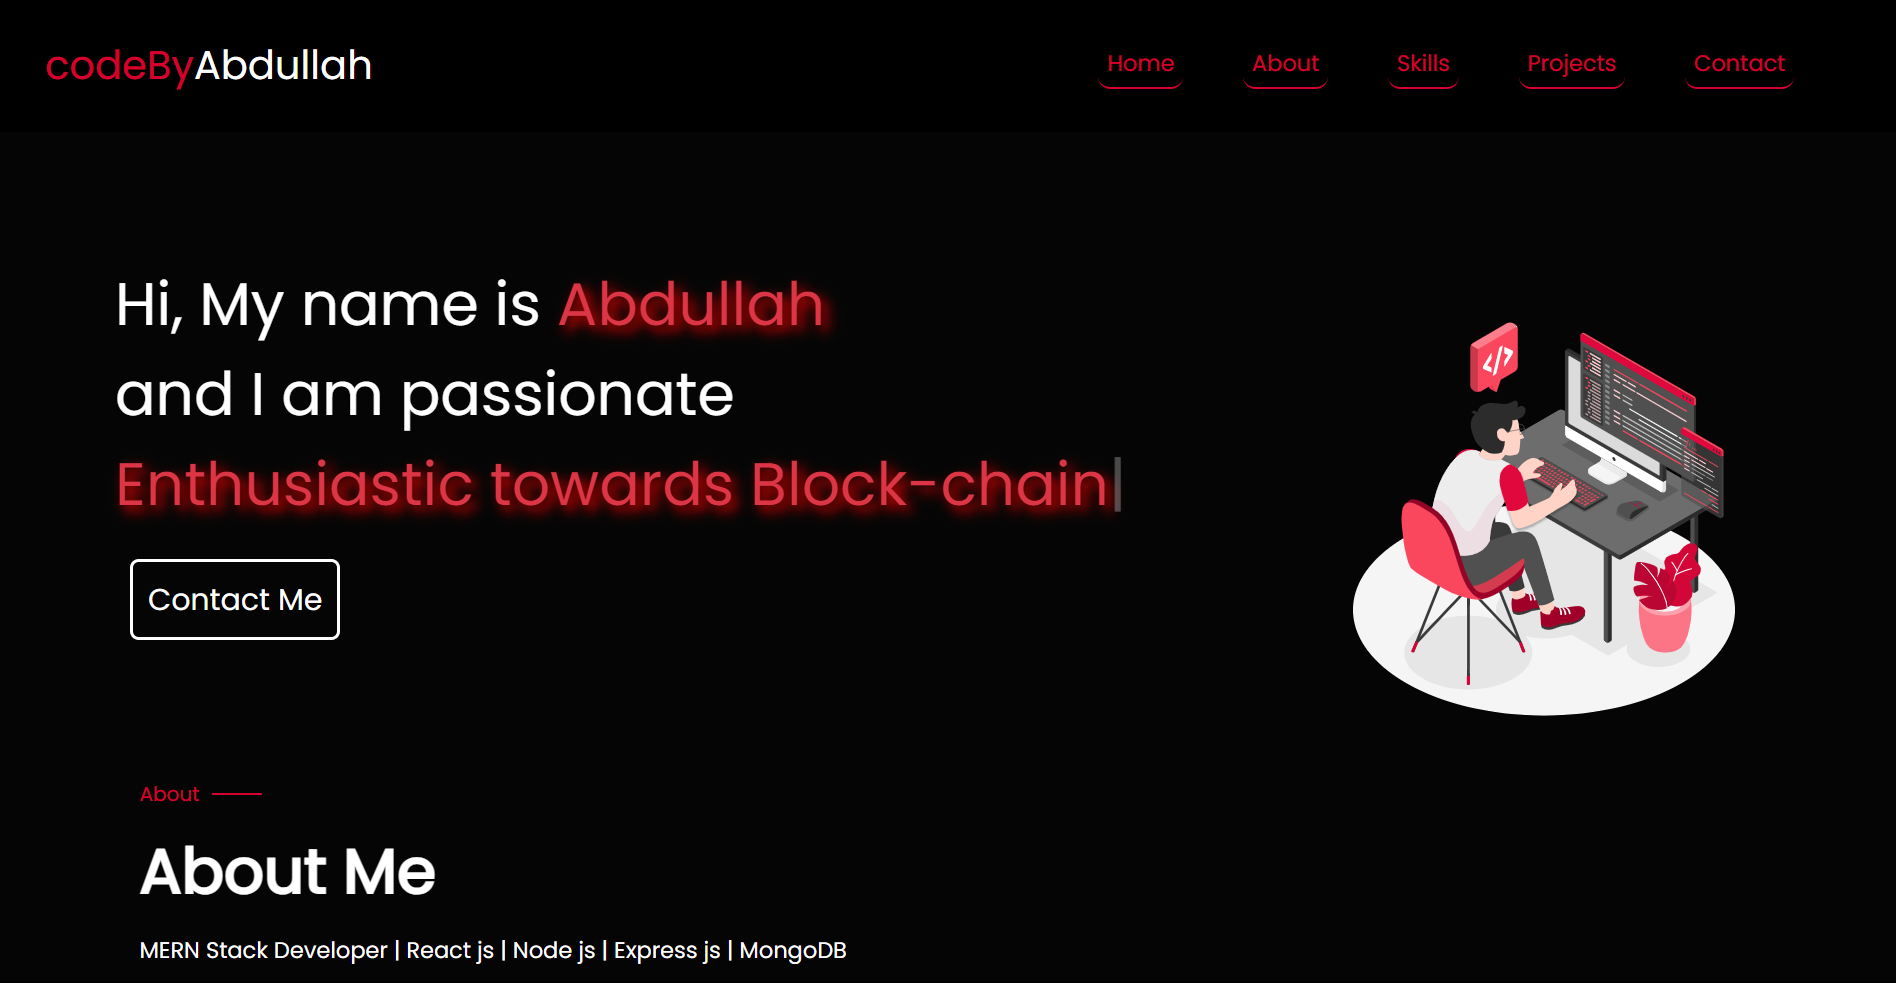 codeByAbdullah
Home About Skills Projects Contact
Hi, My name is Abdullah
and I am passionate
Enthusiastic towards Block-chain|
</>
Contact Me
About
About Me
MERN Stack Developer | React js | Node js | Express js | MongoDB